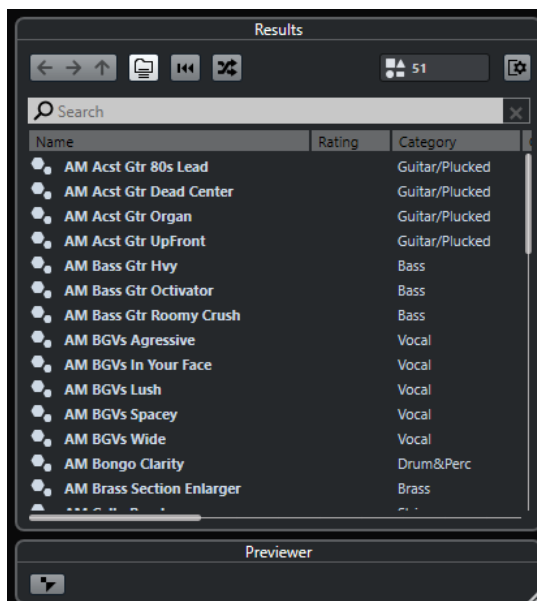 Results
51
Search
Name Rating Category
AM Acst Gtr 80s Lead Guitar/Plucked
AM Acst Gtr Dead Center Guitar/Plucked
AM Acst Gtr Organ Guitar/Plucked
AM Acst Gtr UpFront Guitar/Plucked
AM Bass Gtr Hvy Bass
AM Bass Gtr Octivator Bass
AM Bass Gtr Roomy Crush Bass
AM BGVs Agressive Vocal
AM BGVs In Your Face Vocal
AM BGVs Lush Vocal
AM BGVs Spacey Vocal
AM BGVs Wide Vocal
AM Bongo Clarity Drum&Perc
AM Brass Section Enlarger Brass
Previewer